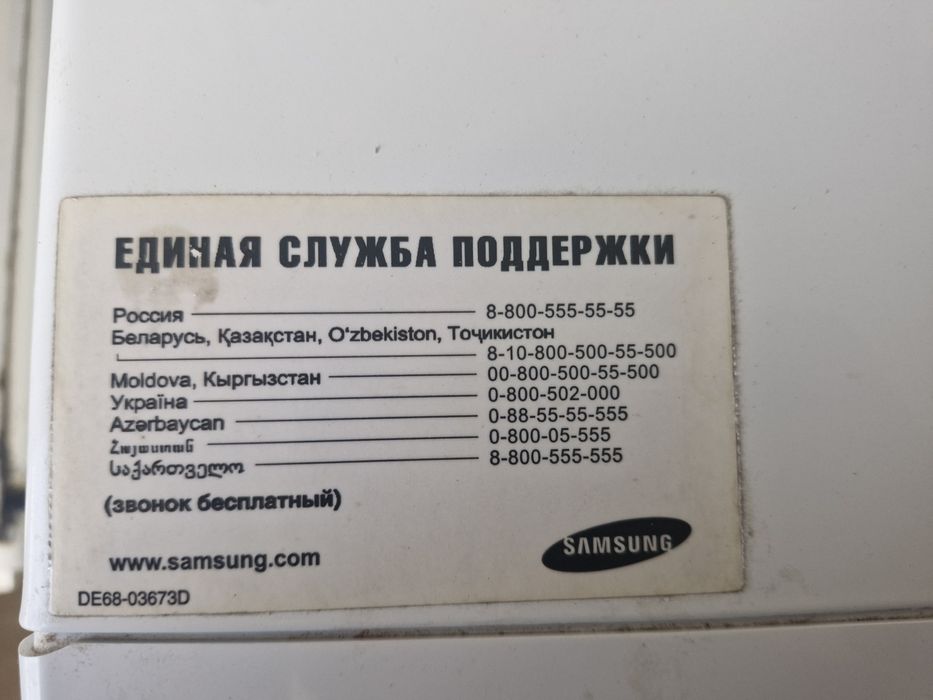 ЕДИНАЯ СЛУЖБА ПОДДЕРЖКИ
Россия 8-800-555-55-55
Беларусь, Қазақстан, O‘zbekiston, Тоҷикистон
8-10-800-500-55-500
Moldova, Кыргызстан 00-800-500-55-500
Україна 0-800-502-000
Azərbaycan 0-88-55-55-555
Հայաստան 0-800-05-555
საქართველო 8-800-555-555
(звонок бесплатный)
www.samsung.com
SAMSUNG
DE68-03673D